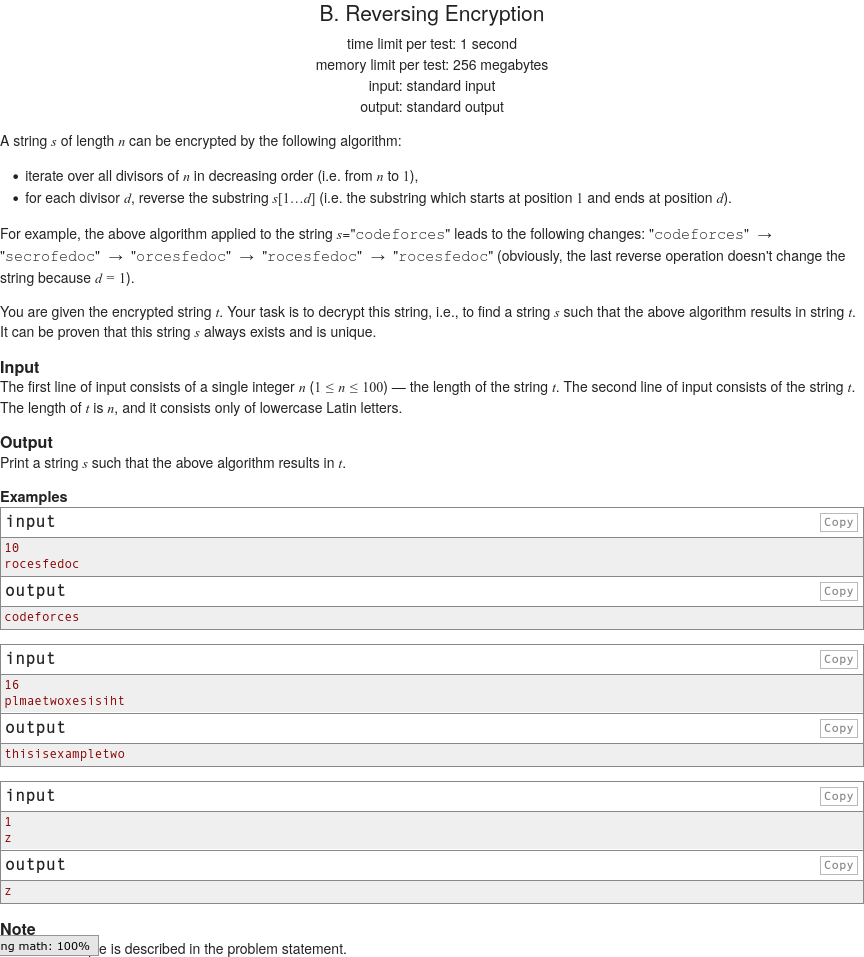 B. Reversing Encryption
time limit per test: 1 second
memory limit per test: 256 megabytes
input: standard input
output: standard output
A string s of length n can be encrypted by the following algorithm:
• iterate over all divisors of n in decreasing order (i.e. from n to 1),
• for each divisor d, reverse the substring s[1…d] (i.e. the substring which starts at position 1 and ends at position d).
For example, the above algorithm applied to the string s="codeforces" leads to the following changes: "codeforces" →
"secrofedoc" → "orcesfedoc" → "rocesfedoc" → "rocesfedoc" (obviously, the last reverse operation doesn't change the
string because d = 1).
You are given the encrypted string t. Your task is to decrypt this string, i.e., to find a string s such that the above algorithm results in string t.
It can be proven that this string s always exists and is unique.
Input
The first line of input consists of a single integer n (1 ≤ n ≤ 100) — the length of the string t. The second line of input consists of the string t.
The length of t is n, and it consists only of lowercase Latin letters.
Output
Print a string s such that the above algorithm results in t.
Examples
input Copy
10
rocesfedoc
output Copy
codeforces
input Copy
16
plmaetwoxesisiht
output Copy
thisisexampletwo
input Copy
1
z
output Copy
z
Note
ng math: 100%
is described in the problem statement.